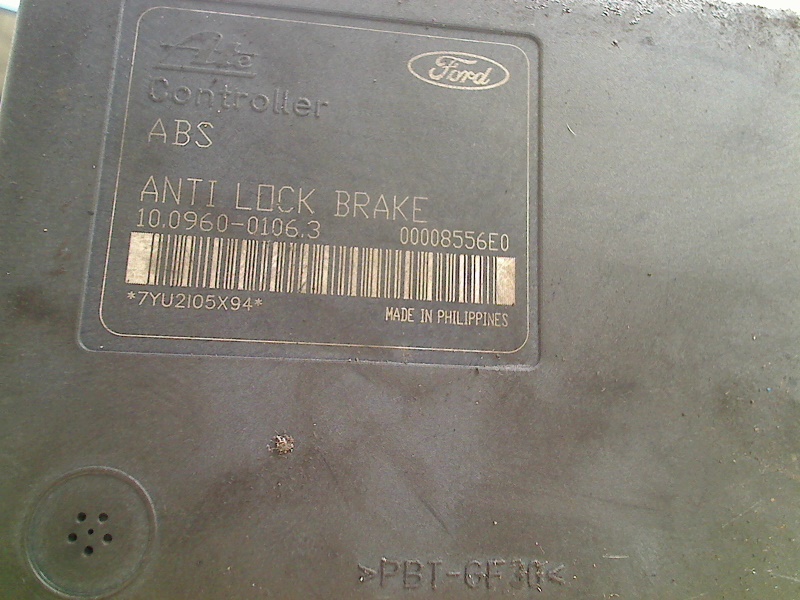 Ate
Ford
Controller
ABS
ANTI LOCK BRAKE
10.0960-0106.3 00008556E0
*7YU2I05X94*
MADE IN PHILIPPINES
>PBT-GF30<